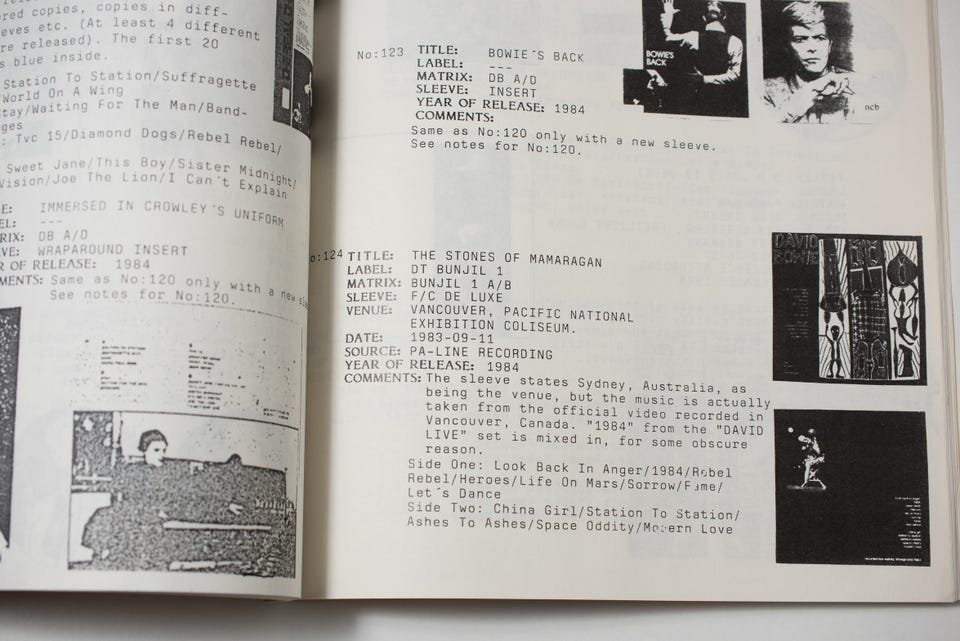 red copies, copies in diff-
eves etc. (At least 4 different
re released). The first 20
s blue inside.
Station To Station/Suffragette
/World On A Wing
tay/Waiting For The Man/Band-
ges
: Tvc 15/Diamond Dogs/Rebel Rebel/
Sweet Jane/This Boy/Sister Midnight/
Vision/Joe The Lion/I Can´t Explain
E: IMMERSED IN CROWLEY´S UNIFORM
EL: ---
RIX: DB A/D
VE: WRAPAROUND INSERT
R OF RELEASE: 1984
MENTS: Same as No:120 only with a new sle
See notes for No:120.
No:123 TITLE: BOWIE´S BACK
LABEL: ---
MATRIX: DB A/D
SLEEVE: INSERT
YEAR OF RELEASE: 1984
COMMENTS:
Same as No:120 only with a new sleeve.
See notes for No:120.
BOWIE'S
BACK
ncb
o:124 TITLE: THE STONES OF MAMARAGAN
LABEL: DT BUNJIL 1
MATRIX: BUNJIL 1 A/B
SLEEVE: F/C DE LUXE
VENUE: VANCOUVER, PACIFIC NATIONAL
EXHIBITION COLISEUM.
DATE: 1983-09-11
SOURCE: PA-LINE RECORDING
YEAR OF RELEASE: 1984
COMMENTS: The sleeve states Sydney, Australia, as
being the venue, but the music is actually
taken from the official video recorded in
Vancouver, Canada. "1984" from the "DAVID
LIVE" set is mixed in, for some obscure
reason.
Side One: Look Back In Anger/1984/Rebel
Rebel/Heroes/Life On Mars/Sorrow/Fame/
Let´s Dance
Side Two: China Girl/Station To Station/
Ashes To Ashes/Space Oddity/Modern Love
DAVID
BOWIE